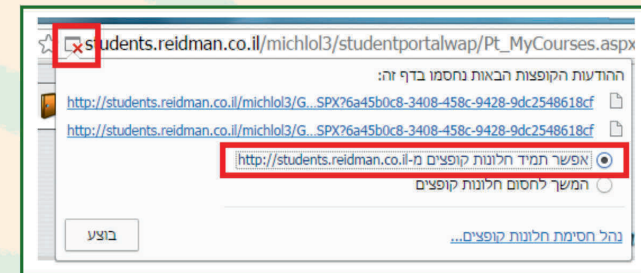 students.reidman.co.il/michlol3/studentportalwap/Pt_MyCourses.aspx
ההודעות הקופצות הבאות נחסמו בדף זה:
http://students.reidman.co.il/michlol3/G...SPX?6a45b0c8-3408-458c-9428-9dc2548618cf
http://students.reidman.co.il/michlol3/G...SPX?6a45b0c8-3408-458c-9428-9dc2548618cf
אפשר תמיד חלונות קופצים מ-http://students.reidman.co.il
המשך לחסום חלונות קופצים
נהל חסימת חלונות קופצים...
בוצע